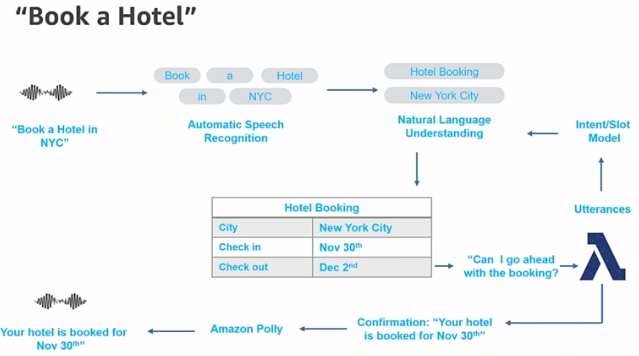 “Book a Hotel”
Book
a
Hotel
in
NYC
Hotel Booking
New York City
“Book a Hotel in
NYC”
Automatic Speech
Recognition
Natural Language
Understanding
Intent/Slot
Model
Utterances
Hotel Booking
City New York City
Check in Nov 30th
Check out Dec 2nd
“Can I go ahead
with the booking?
Your hotel is booked for
Nov 30th”
Amazon Polly
Confirmation: “Your hotel
is booked for Nov 30th”